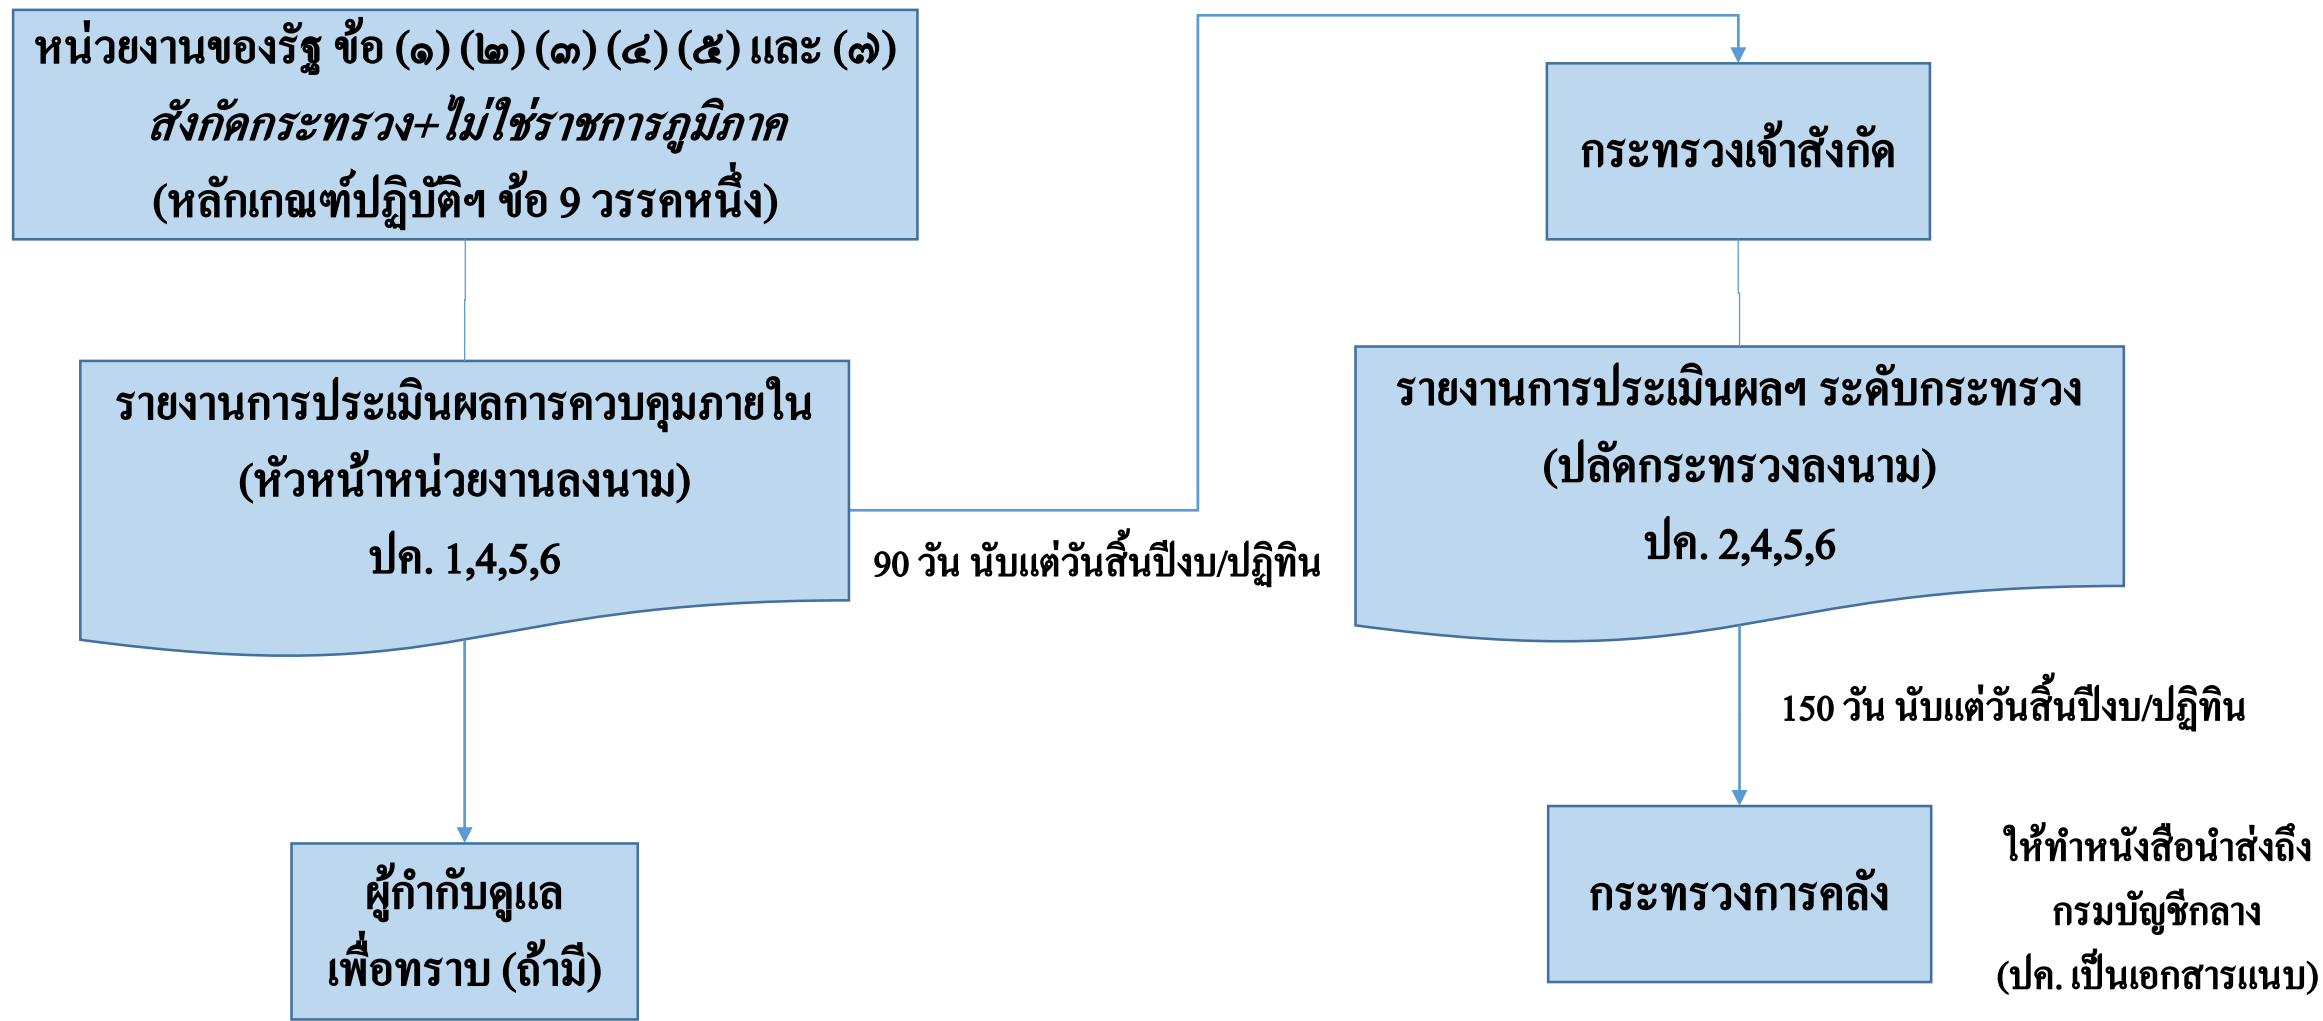 หน่วยงานของรัฐ ข้อ (๑) (๒) (๓) (๔) (๕) และ (๗)
สังกัดกระทรวง+ไม่ใช่ราชการภูมิภาค
(หลักเกณฑ์ปฏิบัติฯ ข้อ 9 วรรคหนึ่ง)
รายงานการประเมินผลการควบคุมภายใน
(หัวหน้าหน่วยงานลงนาม)
ปค. 1,4,5,6
90 วัน นับแต่วันสิ้นปีงบ/ปฏิทิน
ผู้กำกับดูแล
เพื่อทราบ (ถ้ามี)
กระทรวงเจ้าสังกัด
รายงานการประเมินผลฯ ระดับกระทรวง
(ปลัดกระทรวงลงนาม)
ปค. 2,4,5,6
150 วัน นับแต่วันสิ้นปีงบ/ปฏิทิน
กระทรวงการคลัง
ให้ทำหนังสือนำส่งถึง
กรมบัญชีกลาง
(ปค. เป็นเอกสารแนบ)